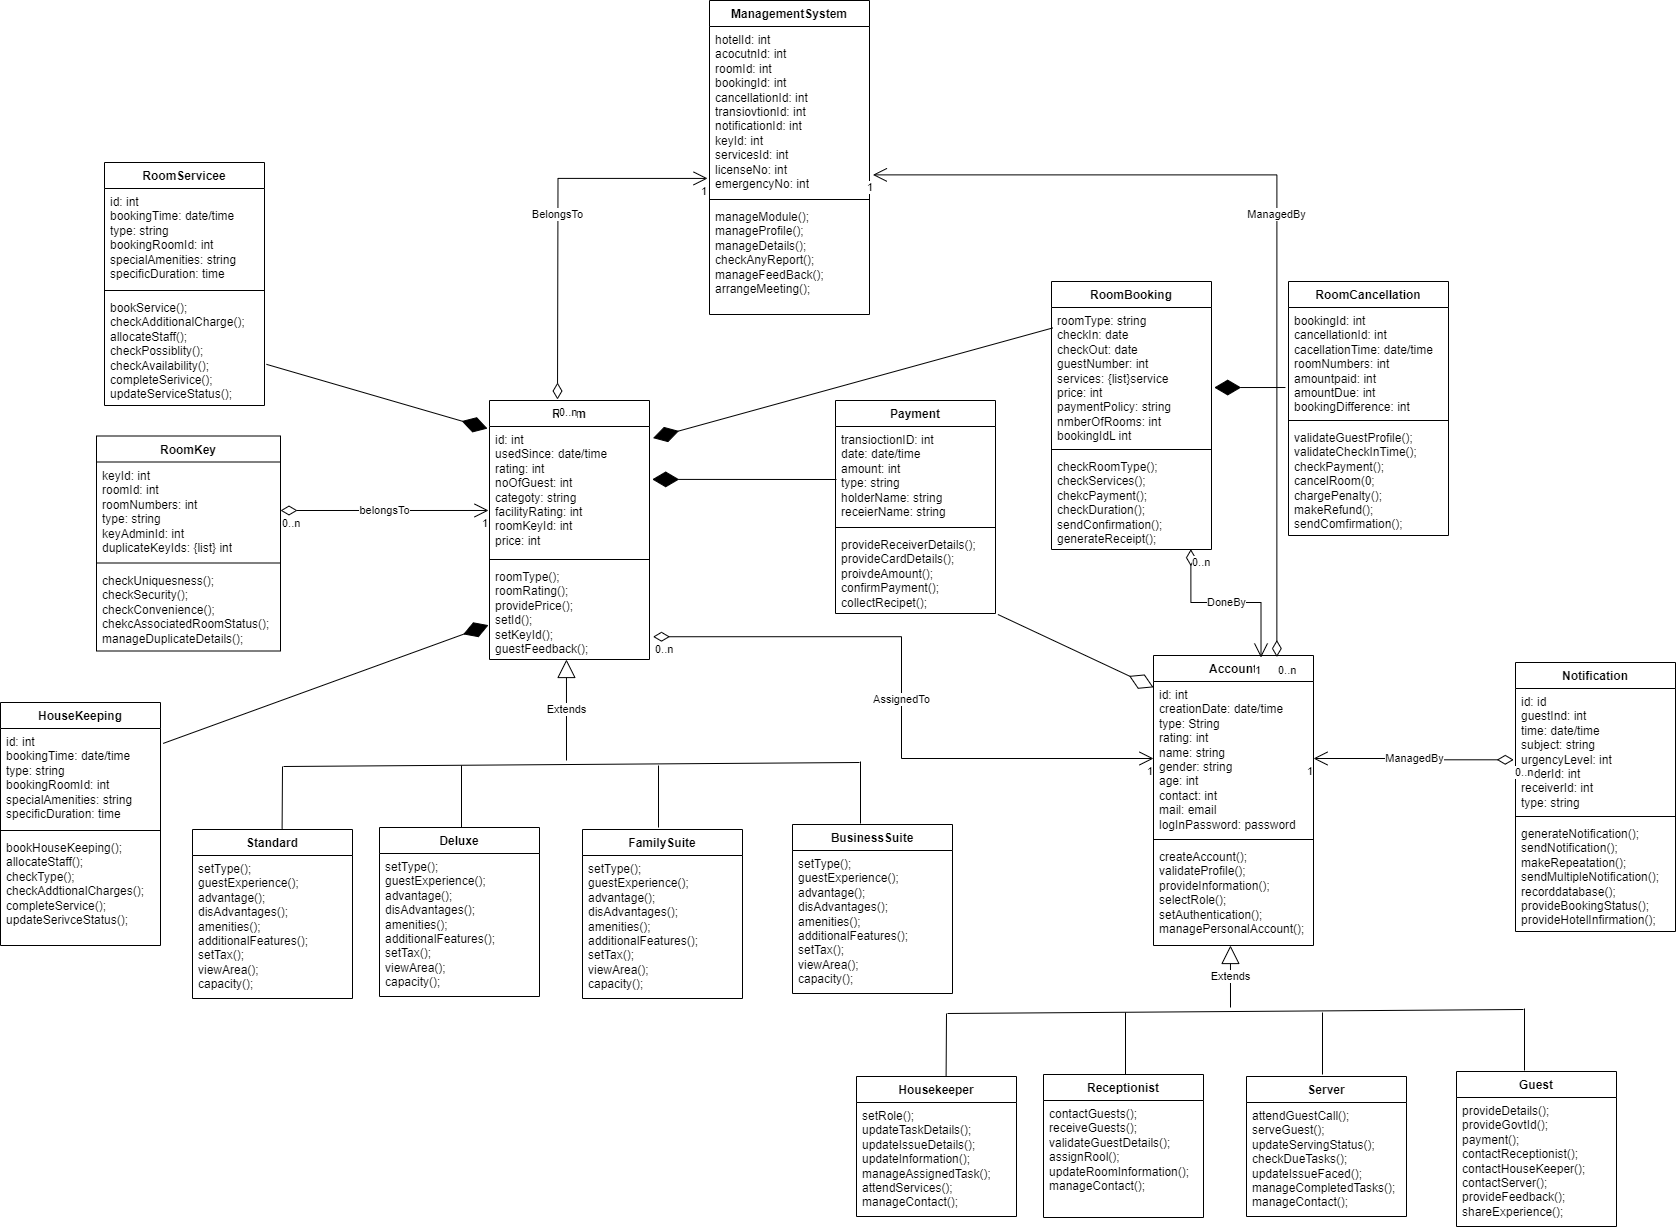 ManagementSystem
hotelId: int
acocutnId: int
roomId: int
bookingId: int
cancellationId: int
transiovtionId: int
notificationId: int
keyId: int
servicesId: int
licenseNo: int
emergencyNo: int
manageModule();
manageProfile();
manageDetails();
checkAnyReport();
manageFeedBack();
arrangeMeeting();
BelongsTo
1
1
ManagedBy
RoomServicee
id: int
bookingTime: date/time
type: string
bookingRoomId: int
specialAmenities: string
specificDuration: time
bookService();
checkAdditionalCharge();
allocateStaff();
checkPossiblity();
checkAvailability();
completeSerivice();
updateServiceStatus();
RoomBooking
roomType: string
checkIn: date
checkOut: date
guestNumber: int
services: {list}service
price: int
paymentPolicy: string
nmberOfRooms: int
bookingIdL int
checkRoomType();
checkServices();
chekcPayment();
checkDuration();
sendConfirmation();
generateReceipt();
RoomCancellation
bookingId: int
cancellationId: int
cacellationTime: date/time
roomNumbers: int
amountpaid: int
amountDue: int
bookingDifference: int
validateGuestProfile();
validateCheckInTime();
checkPayment();
cancelRoom(0;
chargePenalty();
makeRefund();
sendComfirmation();
RoomKey
keyId: int
roomId: int
roomNumbers: int
type: string
keyAdminId: int
duplicateKeyIds: {list} int
checkUniquesness();
checkSecurity();
checkConvenience();
chekcAssociatedRoomStatus();
manageDuplicateDetails();
0..n
belongsTo
1
0..n
id: int
usedSince: date/time
rating: int
noOfGuest: int
categoty: string
facilityRating: int
roomKeyId: int
price: int
roomType();
roomRating();
providePrice();
setId();
setKeyId();
guestFeedback();
Payment
transioctionID: int
date: date/time
amount: int
type: string
holderName: string
receierName: string
provideReceiverDetails();
provideCardDetails();
proivdeAmount();
confirmPayment();
collectRecipet();
0..n
DoneBy
0..n
AssignedTo
1
Extends
HouseKeeping
id: int
bookingTime: date/time
type: string
bookingRoomId: int
specialAmenities: string
specificDuration: time
bookHouseKeeping();
allocateStaff();
checkType();
checkAddtionalCharges();
completeService();
updateSerivceStatus();
Account
1
0..n
id: int
creationDate: date/time
type: String
rating: int
name: string
gender: string
age: int
contact: int
mail: email
logInPassword: password
createAccount();
validateProfile();
provideInformation();
selectRole();
setAuthentication();
managePersonalAccount();
1
ManagedBy
0..n
Notification
id: id
guestInd: int
time: date/time
subject: string
urgencyLevel: int
receiverId: int
type: string
generateNotification();
sendNotification();
makeRepeatation();
sendMultipleNotification();
recorddatabase();
provideBookingStatus();
provideHotelInfirmation();
Standard
setType();
guestExperience();
advantage();
disAdvantages();
amenities();
additionalFeatures();
setTax();
viewArea();
capacity();
Deluxe
setType();
guestExperience();
advantage();
disAdvantages();
amenities();
additionalFeatures();
setTax();
viewArea();
capacity();
FamilySuite
setType();
guestExperience();
advantage();
disAdvantages();
amenities();
additionalFeatures();
setTax();
viewArea();
capacity();
BusinessSuite
setType();
guestExperience();
advantage();
disAdvantages();
amenities();
additionalFeatures();
setTax();
viewArea();
capacity();
Extends
Housekeeper
setRole();
updateTaskDetails();
updateIssueDetails();
updateInformation();
manageAssignedTask();
attendServices();
manageContact();
Receptionist
contactGuests();
receiveGuests();
validateGuestDetails();
assignRool();
updateRoomInformation();
manageContact();
Server
attendGuestCall();
serveGuest();
updateServingStatus();
checkDueTasks();
updateIssueFaced();
manageCompletedTasks();
manageContact();
Guest
provideDetails();
provideGovtId();
payment();
contactReceptionist();
contactHouseKeeper();
contactServer();
provideFeedback();
shareExperience();